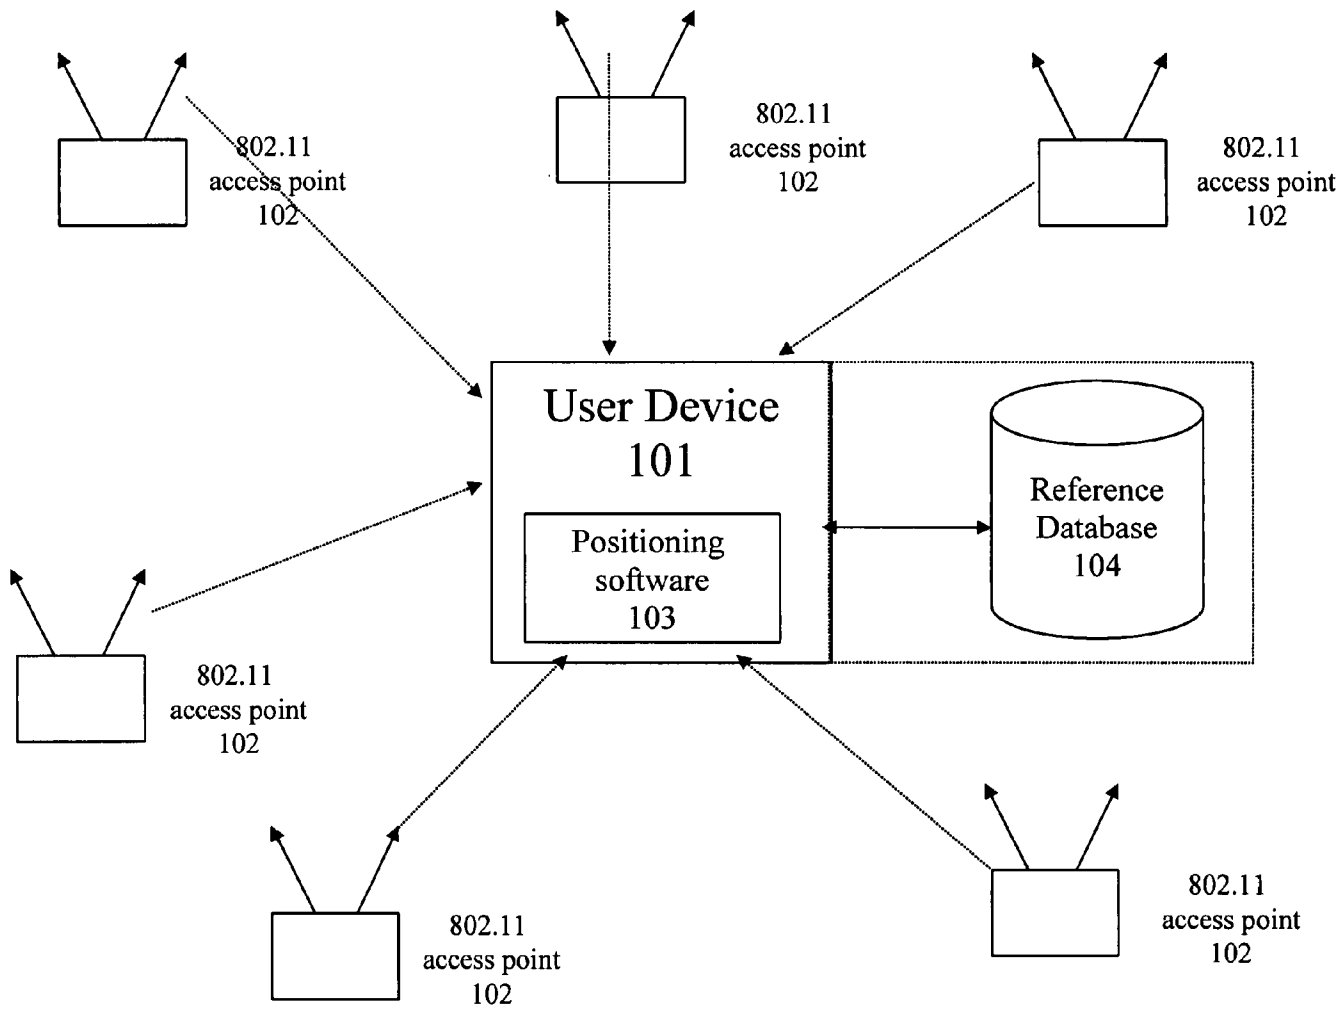 802.11
access point
102
802.11
access point
102
802.11
access point
102
User Device
101
Positioning
software
103
Reference
Database
104
802.11
access point
102
802.11
access point
102
802.11
access point
102